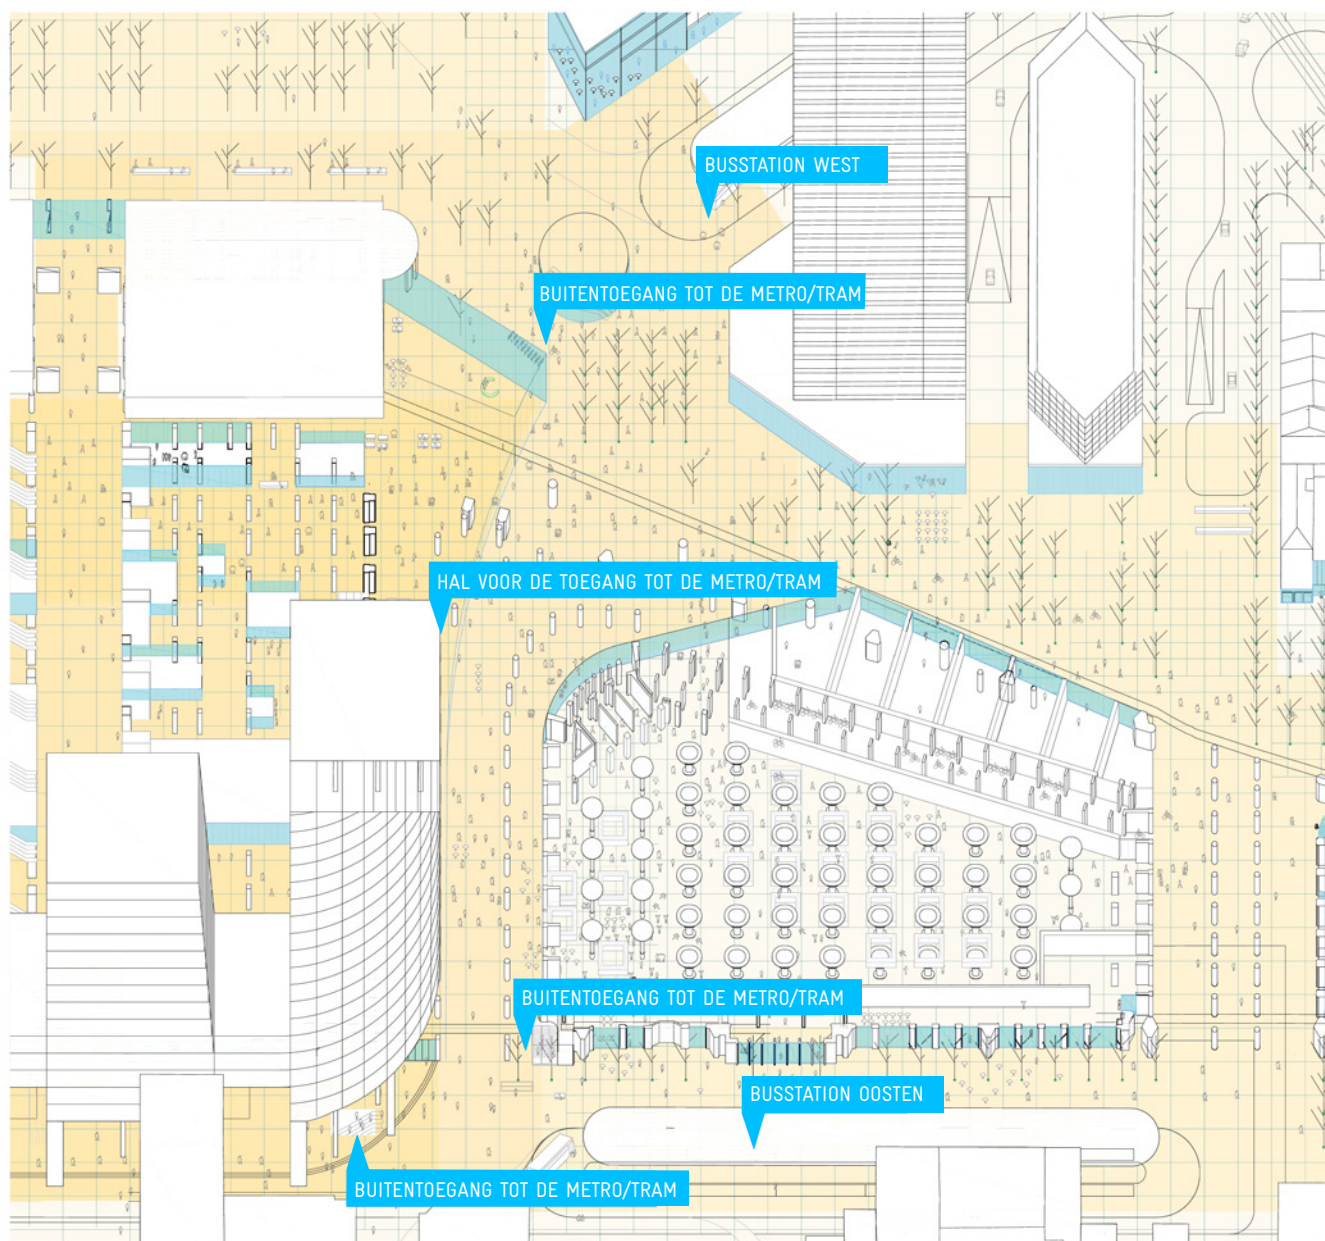 BUSSTATION WEST
BUITENTOEGANG TOT DE METRO/TRAM
HAL VOOR DE TOEGANG TOT DE METRO/TRAM
BUITENTOEGANG TOT DE METRO/TRAM
BUSSTATION OOSTEN
BUITENTOEGANG TOT DE METRO/TRAM